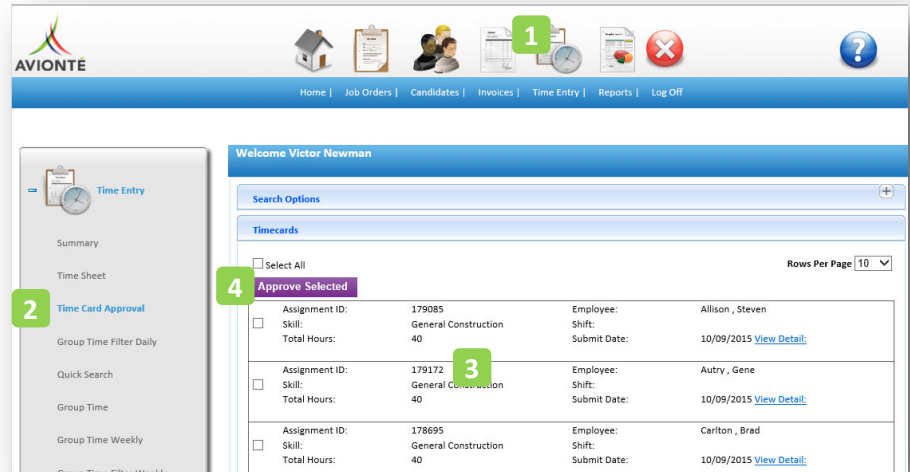 1
AVIONTÉ
?
Home | Job Orders | Candidates | Invoices | Time Entry | Reports | Log Off
Welcome Victor Newman
Time Entry
Summary
Time Sheet
2 Time Card Approval
Group Time Filter Daily
Quick Search
Group Time
Group Time Weekly
Group Time Filter Weekly
Search Options
Timecards
Select All Rows Per Page 10
4 Approve Selected
Assignment ID: 179085 Employee: Allison , Steven
Skill: General Construction Shift:
Total Hours: 40 Submit Date: 10/09/2015 View Detail:
3
Assignment ID: 179172 Employee: Autry , Gene
Skill: General Construction Shift:
Total Hours: 40 Submit Date: 10/09/2015 View Detail:
Assignment ID: 178695 Employee: Carlton , Brad
Skill: General Construction Shift:
Total Hours: 40 Submit Date: 10/09/2015 View Detail: